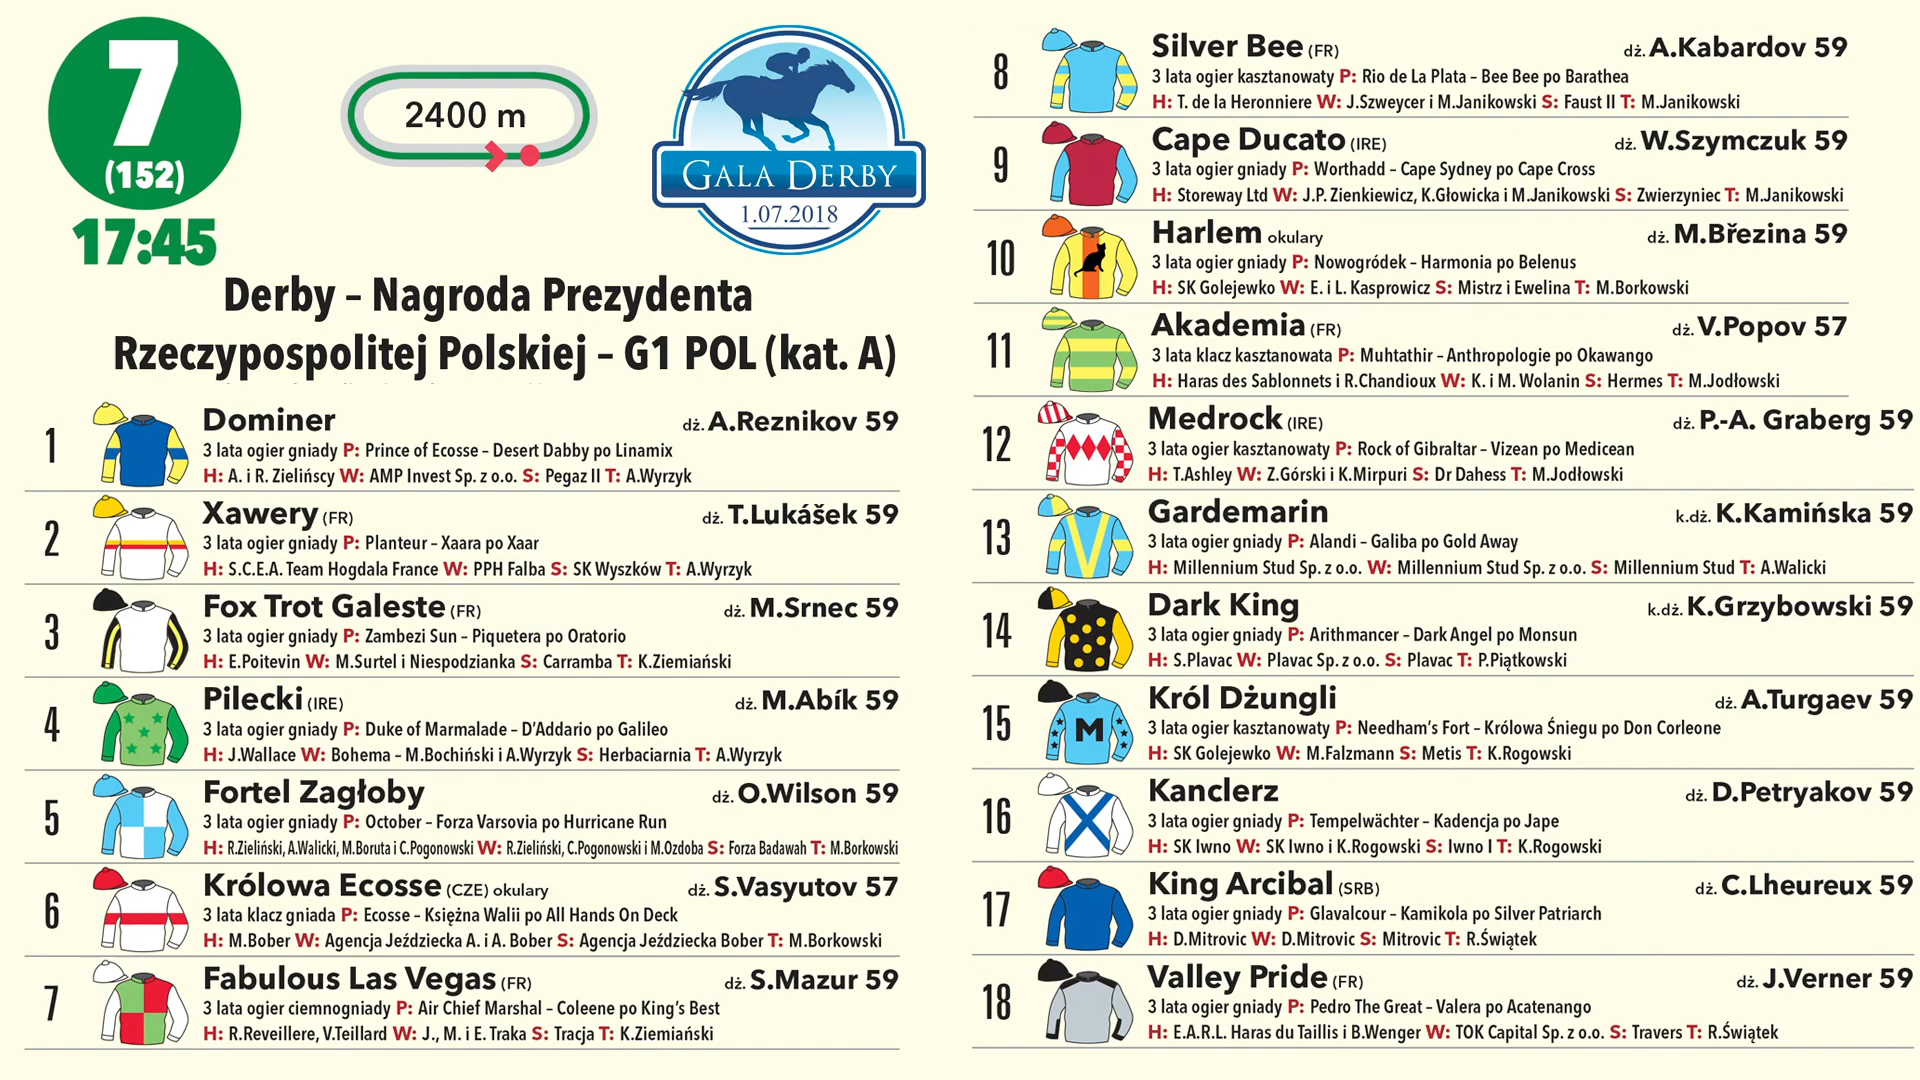 7
(152)
17:45
2400 m
GALA DERBY
1.07.2018
Derby – Nagroda Prezydenta
Rzeczypospolitej Polskiej – G1 POL (kat. A)
1
Dominer dż. A.Reznikov 59
3 lata ogier gniady P: Prince of Ecosse – Desert Dabby po Linamix
H: A. i R. Zielińscy W: AMP Invest Sp. z o.o. S: Pegaz II T: A.Wyrzyk
2
Xawery (FR) dż. T.Lukášek 59
3 lata ogier gniady P: Planteur – Xaara po Xaar
H: S.C.E.A. Team Hogdala France W: PPH Falba S: SK Wyszków T: A.Wyrzyk
3
Fox Trot Galeste (FR) dż. M.Srnec 59
3 lata ogier gniady P: Zambezi Sun – Piquetera po Oratorio
H: E.Poitevin W: M.Surtel i Niespodzianka S: Carramba T: K.Ziemiański
4
Pilecki (IRE) dż. M.Abík 59
3 lata ogier gniady P: Duke of Marmalade – D'Addario po Galileo
H: J.Wallace W: Bohema – M.Bochiński i A.Wyrzyk S: Herbaciarnia T: A.Wyrzyk
5
Fortel Zagłoby dż. O.Wilson 59
3 lata ogier gniady P: October – Forza Varsovia po Hurricane Run
H: R.Zieliński, A.Walicki, M.Boruta i C.Pogonowski W: R.Zieliński, C.Pogonowski i M.Ozdoba S: Forza Badawah T: M.Borkowski
6
Królowa Ecosse (CZE) okulary dż. S.Vasyutov 57
3 lata klacz gniada P: Ecosse – Księżna Walii po All Hands On Deck
H: M.Bober W: Agencja Jeździecka A. i A. Bober S: Agencja Jeździecka Bober T: M.Borkowski
7
Fabulous Las Vegas (FR) dż. S.Mazur 59
3 lata ogier ciemnogniady P: Air Chief Marshal – Coleene po King's Best
H: R.Reveillere, V.Teillard W: J., M. i E. Traka S: Tracja T: K.Ziemiański
8
Silver Bee (FR) dż. A.Kabardov 59
3 lata ogier kasztanowaty P: Rio de La Plata – Bee Bee po Barathea
H: T. de la Heronniere W: J.Szweycer i M.Janikowski S: Faust II T: M.Janikowski
9
Cape Ducato (IRE) dż. W.Szymczuk 59
3 lata ogier gniady P: Worthadd – Cape Sydney po Cape Cross
H: Storeway Ltd W: J.P. Zienkiewicz, K.Głowicka i M.Janikowski S: Zwierzyniec T: M.Janikowski
10
Harlem okulary dż. M.Březina 59
3 lata ogier gniady P: Nowogródek – Harmonia po Belenus
H: SK Golejewko W: E. i L. Kasprowicz S: Mistrz i Ewelina T: M.Borkowski
11
Akademia (FR) dż. V.Popov 57
3 lata klacz kasztanowata P: Muhtathir – Anthropologie po Okawango
H: Haras des Sablonnets i R.Chandioux W: K. i M. Wolanin S: Hermes T: M.Jodłowski
12
Medrock (IRE) dż. P.-A. Graberg 59
3 lata ogier kasztanowaty P: Rock of Gibraltar – Vizean po Medicean
H: T.Ashley W: Z.Górski i K.Mirpuri S: Dr Dahess T: M.Jodłowski
13
Gardemarin k.dż. K.Kamińska 59
3 lata ogier gniady P: Alandi – Galiba po Gold Away
H: Millennium Stud Sp. z o.o. W: Millennium Stud Sp. z o.o. S: Millennium Stud T: A.Walicki
14
Dark King k.dż. K.Grzybowski 59
3 lata ogier gniady P: Arithmancer – Dark Angel po Monsun
H: S.Plavac W: Plavac Sp. z o.o. S: Plavac T: P.Piątkowski
15
M
Król Dżungli dż. A.Turgaev 59
3 lata ogier kasztanowaty P: Needham's Fort – Królowa Śniegu po Don Corleone
H: SK Golejewko W: M.Falzmann S: Metis T: K.Rogowski
16
Kanclerz dż. D.Petryakov 59
3 lata ogier gniady P: Tempelwächter – Kadencja po Jape
H: SK Iwno W: SK Iwno i K.Rogowski S: Iwno I T: K.Rogowski
17
King Arcibal (SRB) dż. C.Lheureux 59
3 lata ogier gniady P: Glavalcour – Kamikola po Silver Patriarch
H: D.Mitrovic W: D.Mitrovic S: Mitrovic T: R.Świątek
18
Valley Pride (FR) dż. J.Verner 59
3 lata ogier gniady P: Pedro The Great – Valera po Acatenango
H: E.A.R.L. Haras du Taillis i B.Wenger W: TOK Capital Sp. z o.o. S: Travers T: R.Świątek